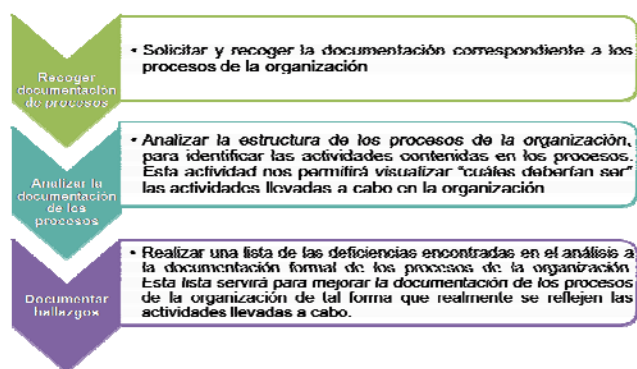 Recoger
documentación
de procesos
• Solicitar y recoger la documentación correspondiente a los
procesos de la organización
Analizar la
documentación
de los
procesos
• Analizar la estructura de los procesos de la organización,
para identificar las actividades contenidas en los procesos.
Esta actividad nos permitirá visualizar “cuáles deberían ser”
las actividades llevadas a cabo en la organización
Documentar
hallazgos
• Realizar una lista de las deficiencias encontradas en el análisis a
la documentación formal de los procesos de la organización
Esta lista servirá para mejorar la documentación de los procesos
de la organización de tal forma que realmente se reflejen las
actividades llevadas a cabo.